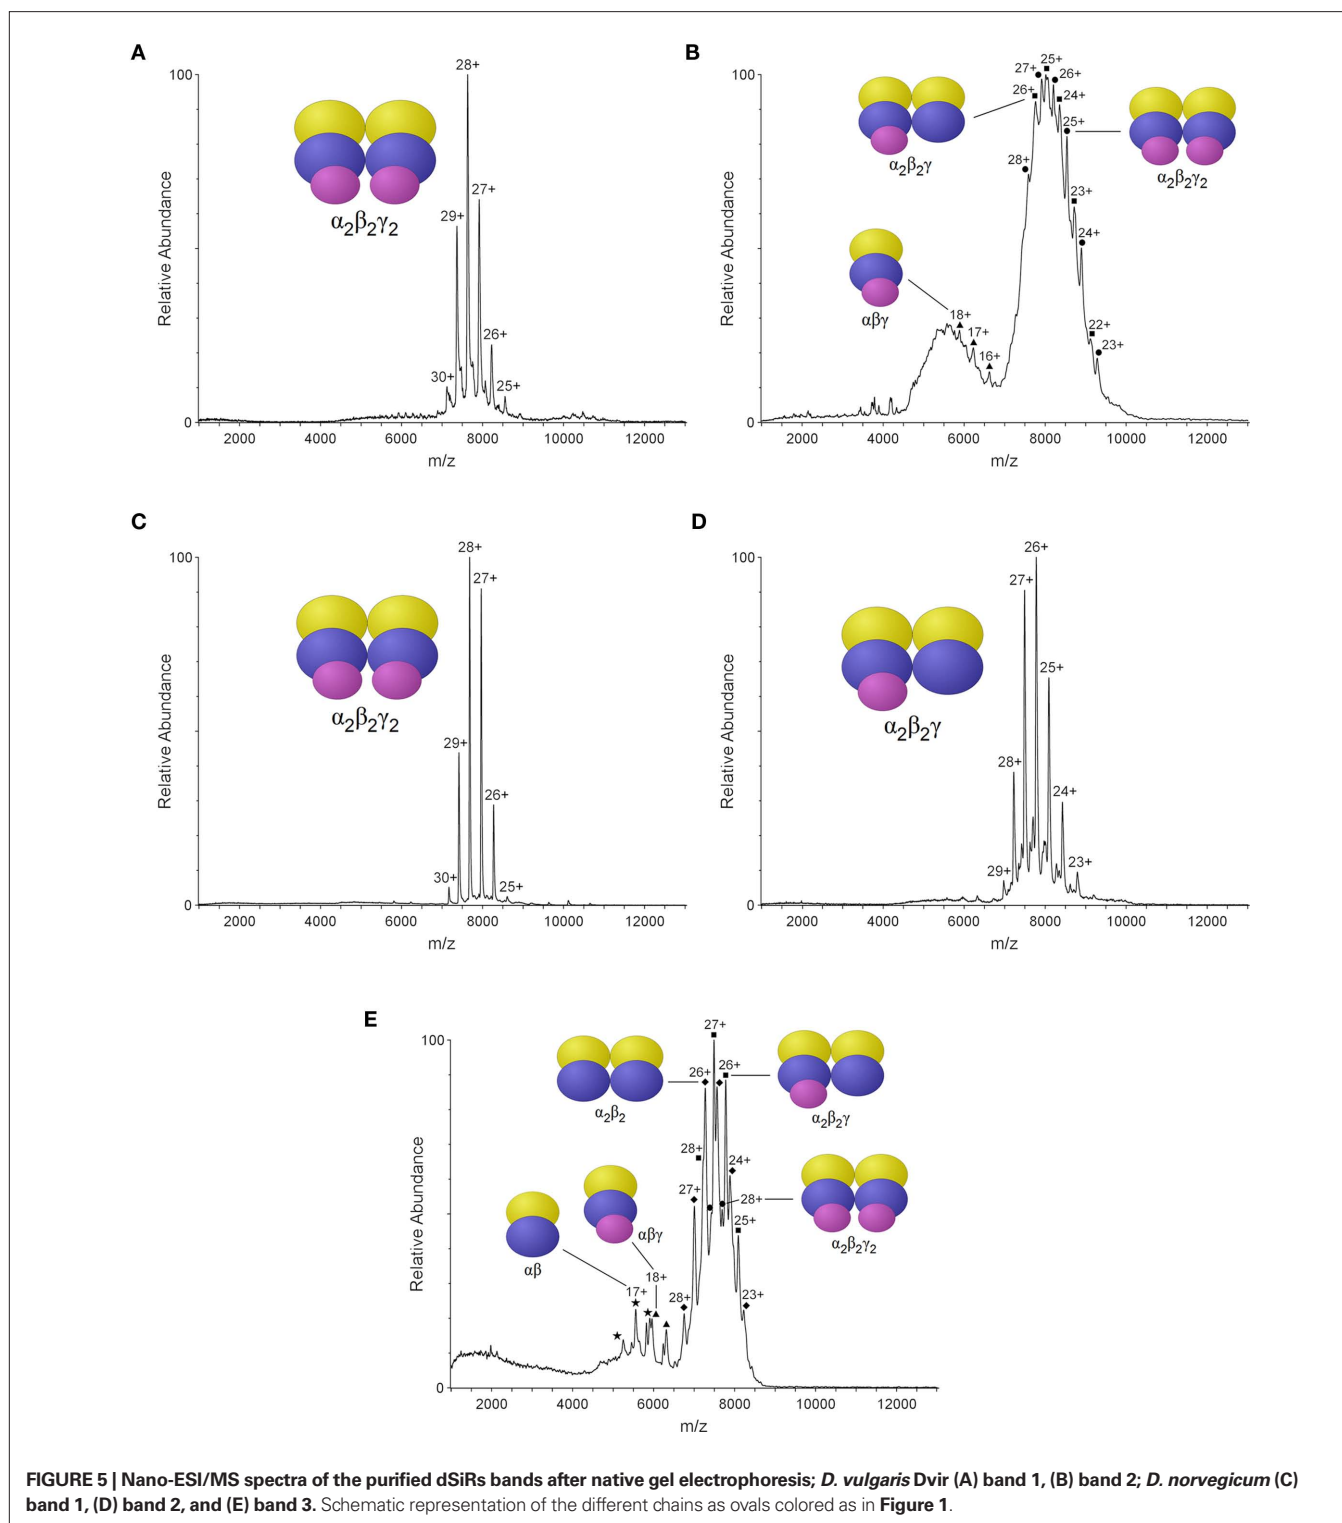 A
100
Relative Abundance
0
30+
29+
28+
27+
26+
25+
α₂β₂γ₂
2000 4000 6000 8000 10000 12000
m/z
B
100
Relative Abundance
0
α₂β₂γ
αβγ
α₂β₂γ₂
18+
17+
16+
28+
26+
27+
25+
26+
24+
25+
23+
24+
22+
23+
2000 4000 6000 8000 10000 12000
m/z
C
100
Relative Abundance
0
30+
29+
28+
27+
26+
25+
α₂β₂γ₂
2000 4000 6000 8000 10000 12000
m/z
D
100
Relative Abundance
0
29+
28+
27+
26+
25+
24+
23+
α₂β₂γ
2000 4000 6000 8000 10000 12000
m/z
E
100
Relative Abundance
0
α₂β₂
α₂β₂γ
αβ
αβγ
α₂β₂γ₂
17+
18+
28+
27+
28+
26+
27+
26+
24+
28+
25+
23+
2000 4000 6000 8000 10000 12000
m/z
FIGURE 5 | Nano-ESI/MS spectra of the purified dSiRs bands after native gel electrophoresis; D. vulgaris Dvir (A) band 1, (B) band 2; D. norvegicum (C)
band 1, (D) band 2, and (E) band 3. Schematic representation of the different chains as ovals colored as in Figure 1.